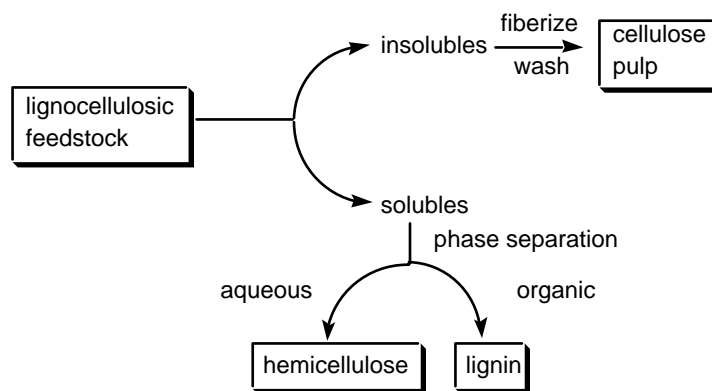 lignocellulosic
feedstock
insolubles
fiberize
wash
cellulose
pulp
solubles
phase separation
aqueous
organic
hemicellulose
lignin